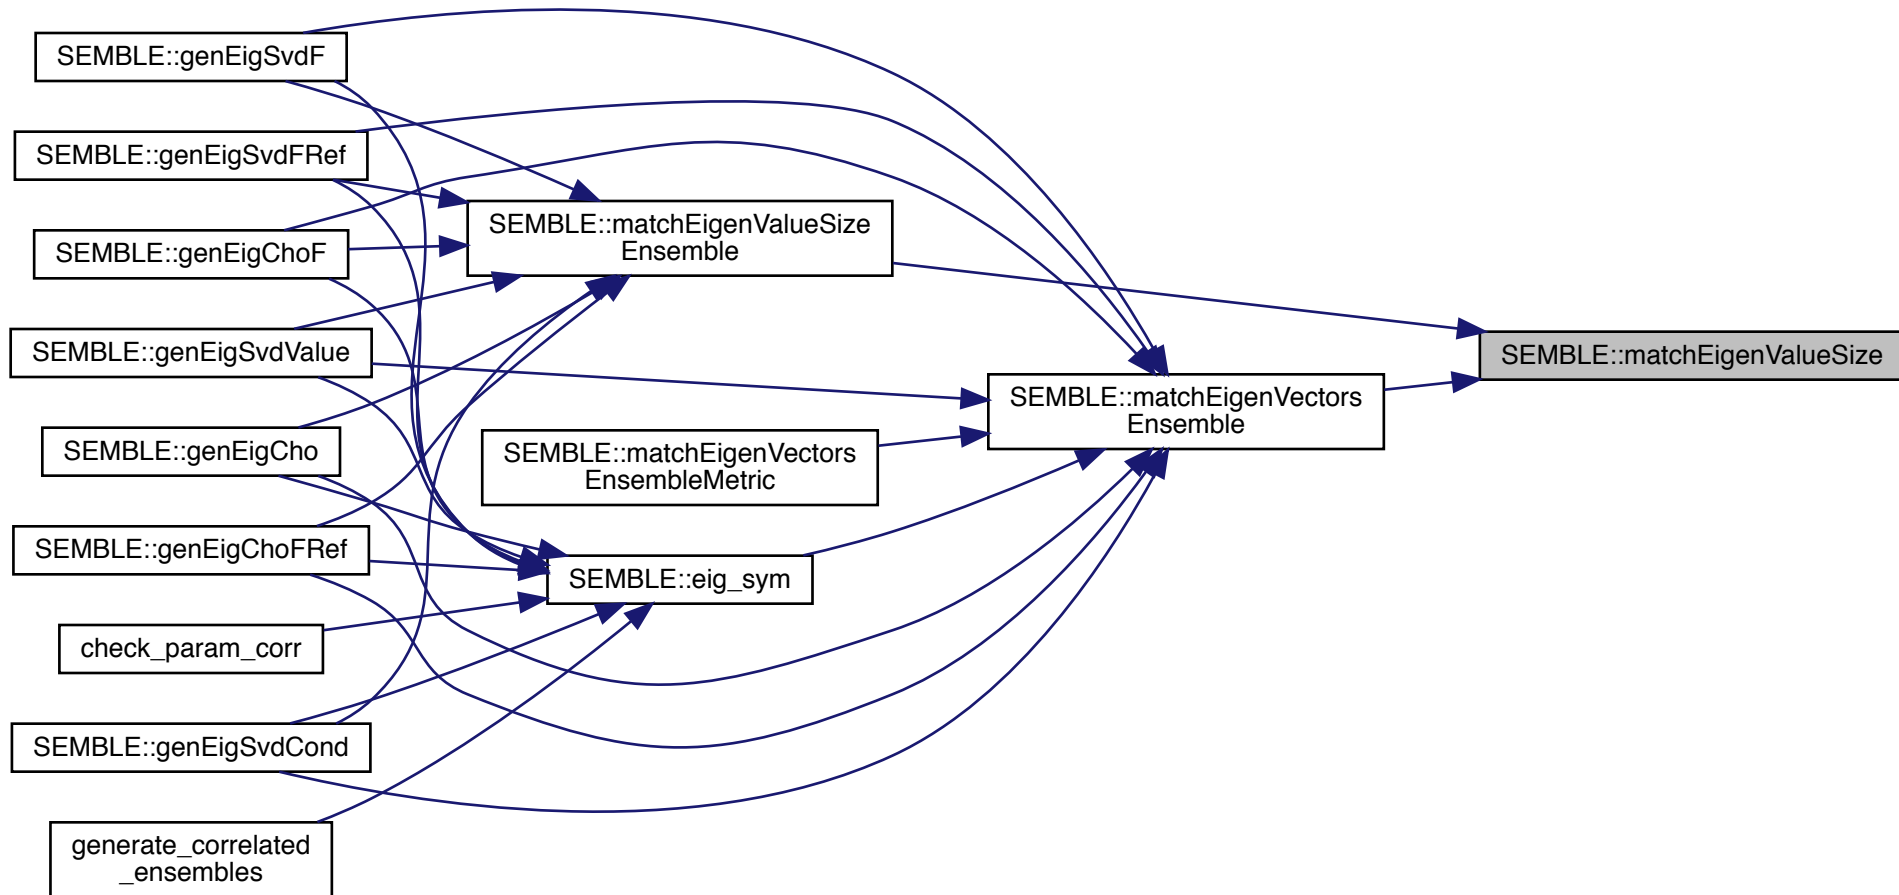 SEMBLE::genEigSvdF
SEMBLE::genEigSvdFRef
SEMBLE::genEigChoF
SEMBLE::genEigSvdValue
SEMBLE::genEigCho
SEMBLE::genEigChoFRef
check_param_corr
SEMBLE::genEigSvdCond
generate_correlated
_ensembles
SEMBLE::matchEigenValueSize
Ensemble
SEMBLE::matchEigenVectors
EnsembleMetric
SEMBLE::eig_sym
SEMBLE::matchEigenVectors
Ensemble
SEMBLE::matchEigenValueSize